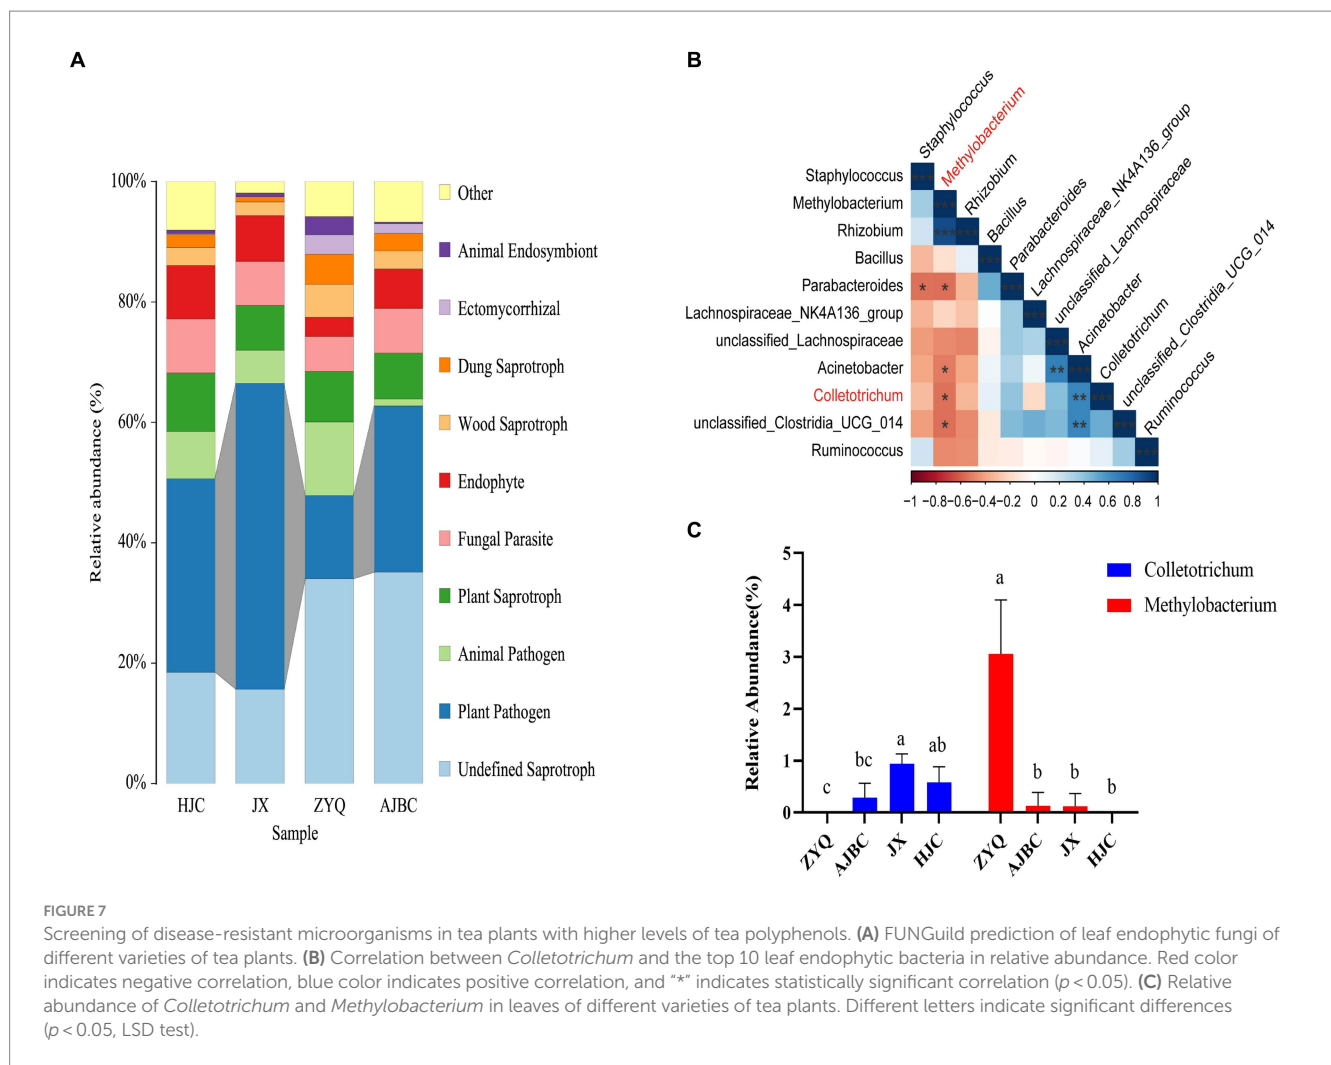 A
Relative abundance (%)
100%
80%
60%
40%
20%
0%
HJC
JX
ZYQ
AJBC
Sample
Other
Animal Endosymbiont
Ectomycorrhizal
Dung Saprotroph
Wood Saprotroph
Endophyte
Fungal Parasite
Plant Saprotroph
Animal Pathogen
Plant Pathogen
Undefined Saprotroph
B
Staphylococcus
Methylobacterium
Rhizobium
Bacillus
Parabacteroides
Lachnospiraceae_NK4A136_group
unclassified_Lachnospiraceae
Acinetobacter
Colletotrichum
unclassified_Clostridia_UCG_014
Ruminococcus
Staphylococcus ***
Methylobacterium ***
Rhizobium *** ***
Bacillus ***
Parabacteroides * * ***
Lachnospiraceae_NK4A136_group ***
unclassified_Lachnospiraceae ***
Acinetobacter * ** ***
Colletotrichum * ** ***
unclassified_Clostridia_UCG_014 * ** ***
Ruminococcus ***
−1 −0.8 −0.6 −0.4 −0.2 0 0.2 0.4 0.6 0.8 1
C
Relative Abundance(%)
5
4
3
2
1
0
c
bc
a
ab
a
b
b
b
ZYQ
AJBC
JX
HJC
ZYQ
AJBC
JX
HJC
Colletotrichum
Methylobacterium
FIGURE 7
Screening of disease-resistant microorganisms in tea plants with higher levels of tea polyphenols. (A) FUNGuild prediction of leaf endophytic fungi of
different varieties of tea plants. (B) Correlation between Colletotrichum and the top 10 leaf endophytic bacteria in relative abundance. Red color
indicates negative correlation, blue color indicates positive correlation, and “*” indicates statistically significant correlation (p < 0.05). (C) Relative
abundance of Colletotrichum and Methylobacterium in leaves of different varieties of tea plants. Different letters indicate significant differences
(p < 0.05, LSD test).